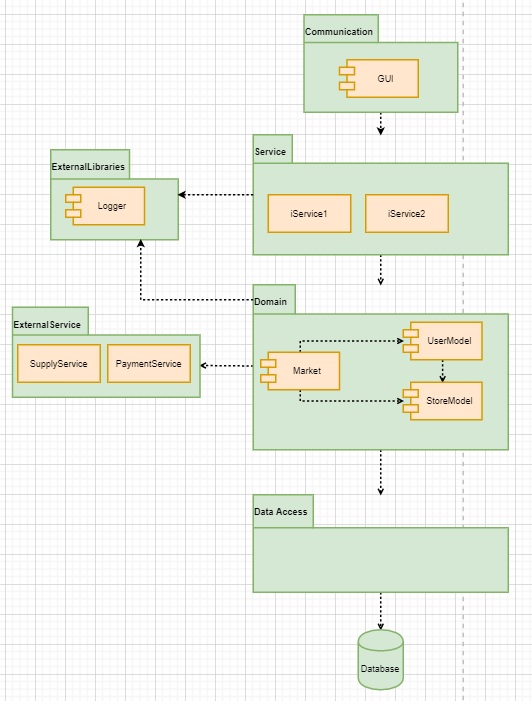 Communication
GUI
Service
ExternalLibraries
Logger
iService1
iService2
Domain
ExternalService
SupplyService
PaymentService
Market
UserModel
StoreModel
Data Access
Database